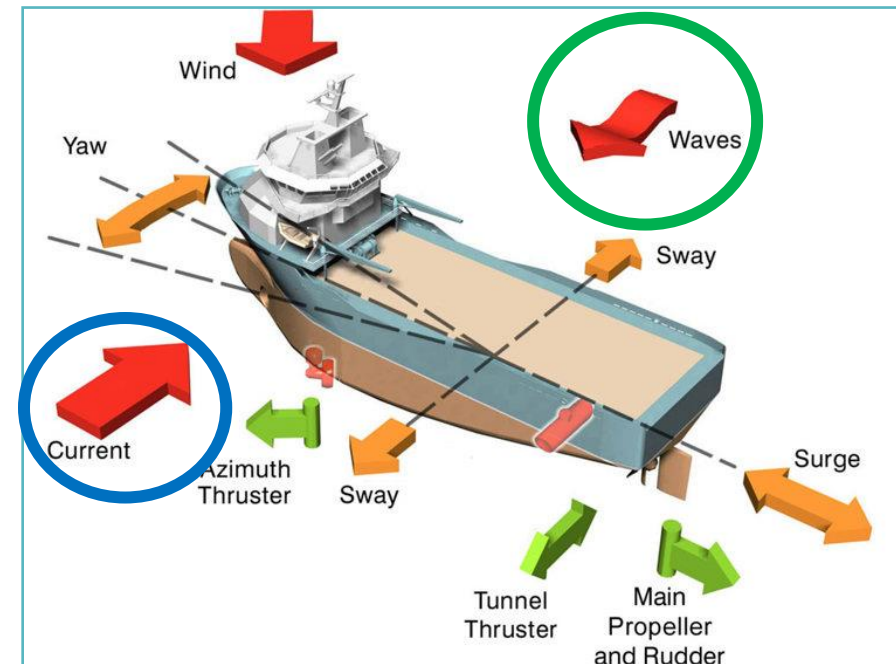 Wind
Waves
Yaw
Sway
Current
Azimuth
Thruster
Sway
Surge
Tunnel
Thruster
Main
Propeller
and Rudder